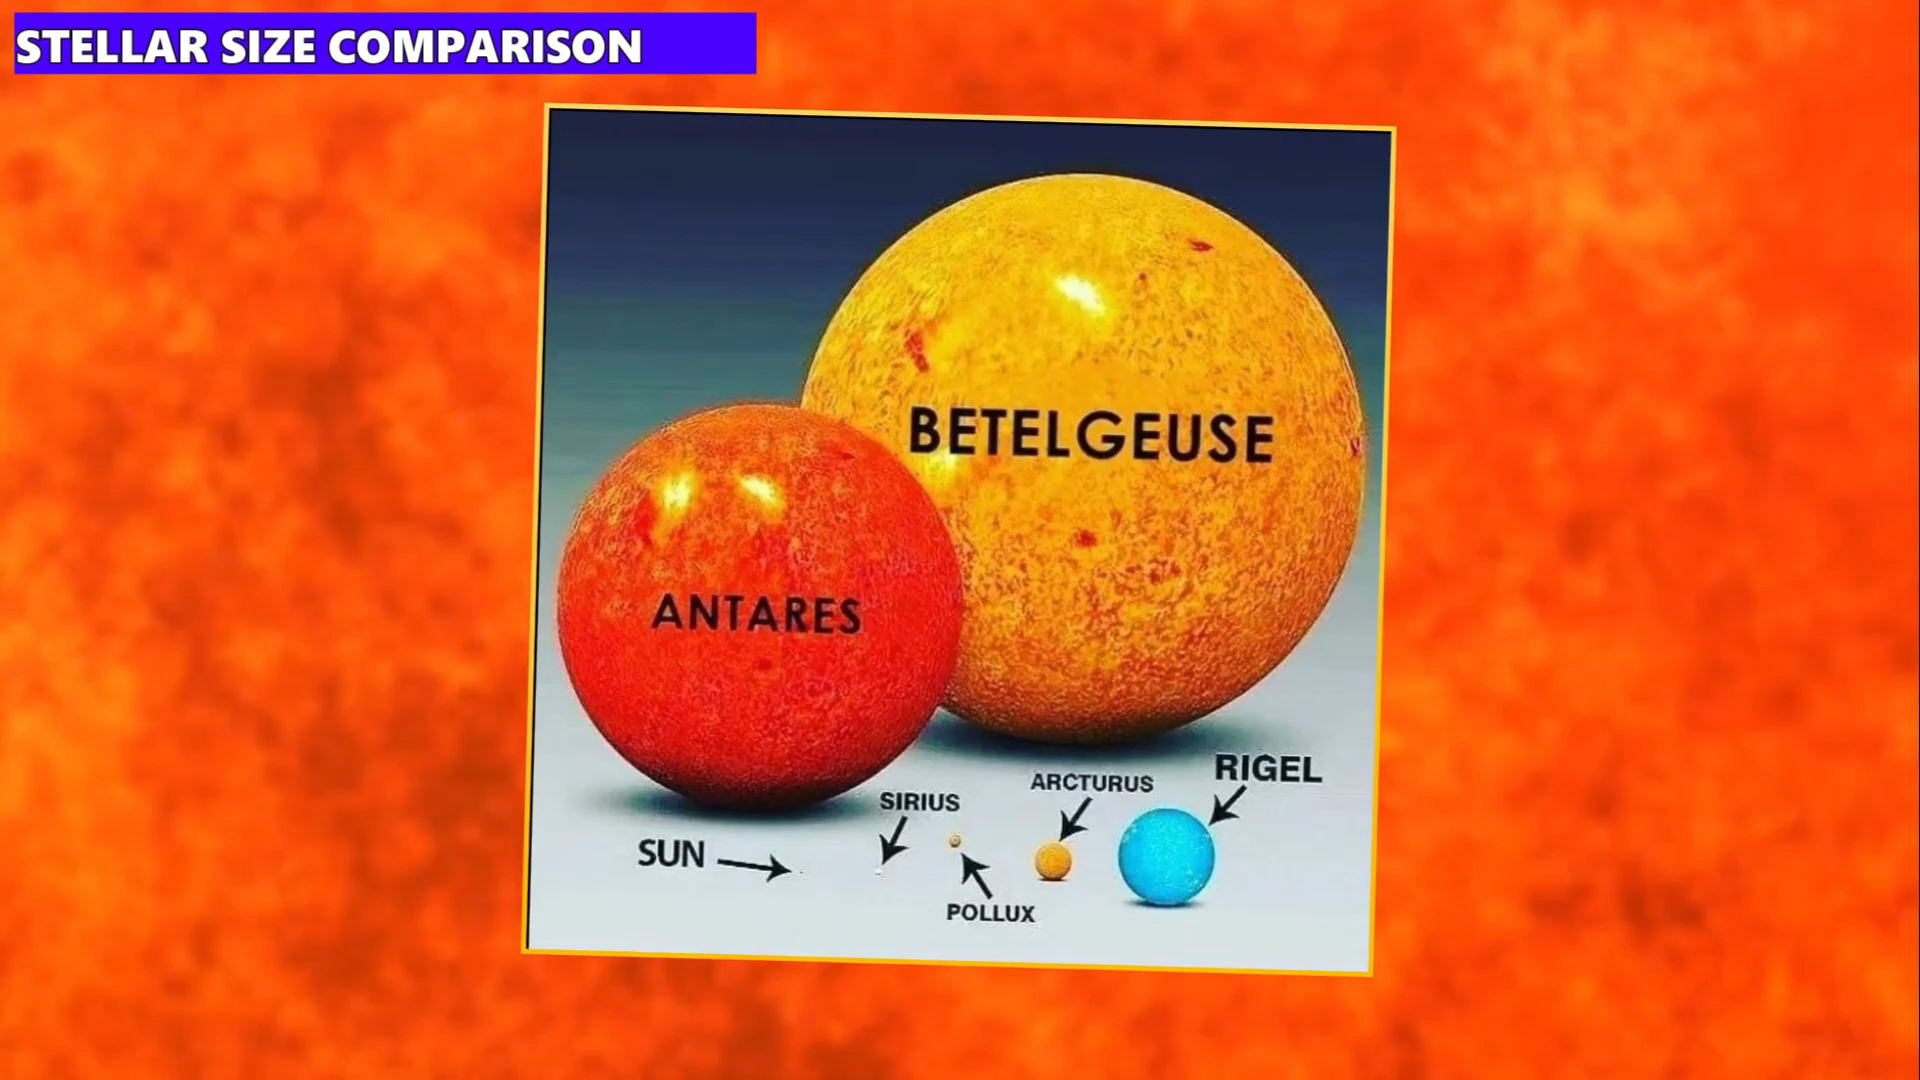 STELLAR SIZE COMPARISON
BETELGEUSE
ANTARES
RIGEL
ARCTURUS
SIRIUS
SUN
POLLUX